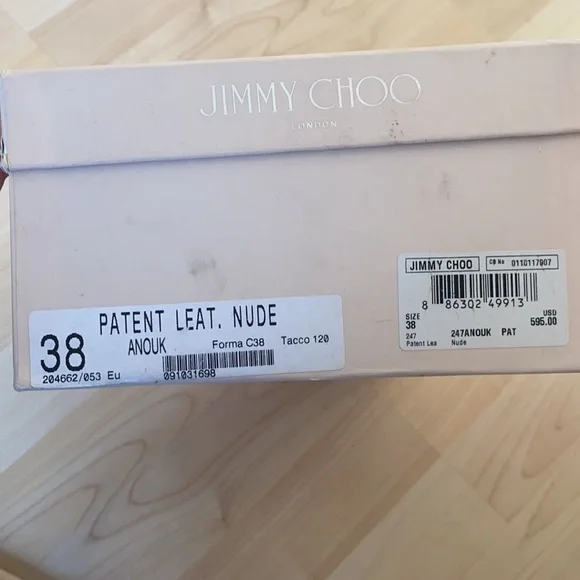 JIMMY CHOO
LONDON
PATENT LEAT. NUDE
38 ANOUK Forma C38 Tacco 120
204662/053 Eu 091031698
JIMMY CHOO CB No 0110117907
8 86302 49913
SIZE USD
38 595.00
247 247ANOUK PAT
Patent Lea Nude